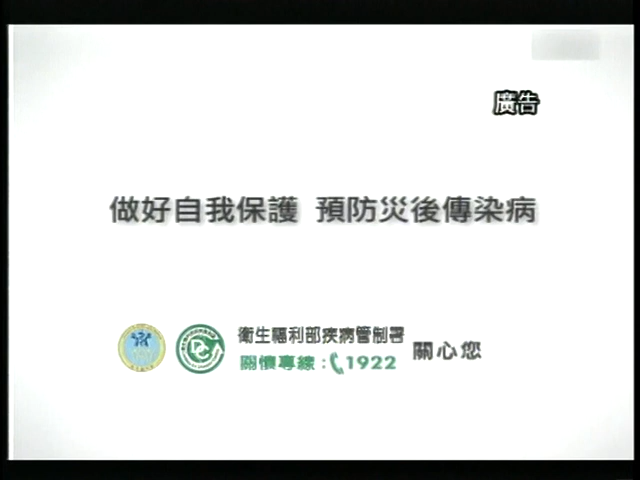 廣告
做好自我保護 預防災後傳染病
衛生福利部疾病管制署
關懷專線：1922
關心您